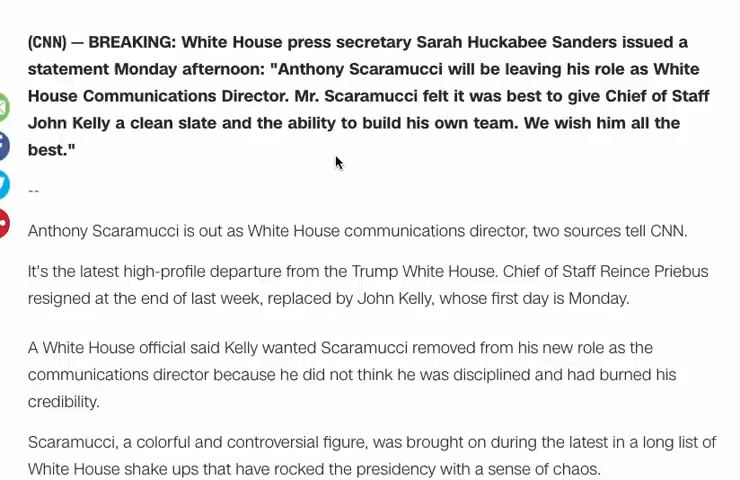 (CNN) — BREAKING: White House press secretary Sarah Huckabee Sanders issued a
statement Monday afternoon: "Anthony Scaramucci will be leaving his role as White
House Communications Director. Mr. Scaramucci felt it was best to give Chief of Staff
John Kelly a clean slate and the ability to build his own team. We wish him all the
best."
--
Anthony Scaramucci is out as White House communications director, two sources tell CNN.
It's the latest high-profile departure from the Trump White House. Chief of Staff Reince Priebus
resigned at the end of last week, replaced by John Kelly, whose first day is Monday.
A White House official said Kelly wanted Scaramucci removed from his new role as the
communications director because he did not think he was disciplined and had burned his
credibility.
Scaramucci, a colorful and controversial figure, was brought on during the latest in a long list of
White House shake ups that have rocked the presidency with a sense of chaos.